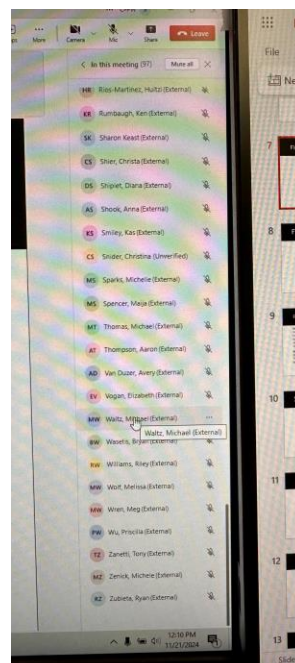 More
Camera
Mic
Share
Leave
In this meeting (97)
Mute all
HR Rios-Martinez, Huitzi (External)
KR Rumbaugh, Ken (External)
SK Sharon Keast (External)
CS Shier, Christa (External)
DS Shiplet, Diana (External)
AS Shook, Anna (External)
KS Smiley, Kas (External)
CS Snider, Christina (Unverified)
MS Sparks, Michelle (External)
MS Spencer, Maija (External)
MT Thomas, Michael (External)
AT Thompson, Aaron (External)
AD Van Duzer, Avery (External)
EV Vogan, Elizabeth (External)
MW Waltz, Michael (External)
Waltz, Michael (External)
BW Wasetis, Bryan (External)
RW Williams, Riley (External)
MW Wolf, Melissa (External)
MW Wren, Meg (External)
PW Wu, Priscilla (External)
TZ Zanetti, Tony (External)
MZ Zenick, Michele (External)
RZ Zubieta, Ryan (External)
12:10 PM
11/21/2024
File
Ne
7
8
9
10
11
12
13